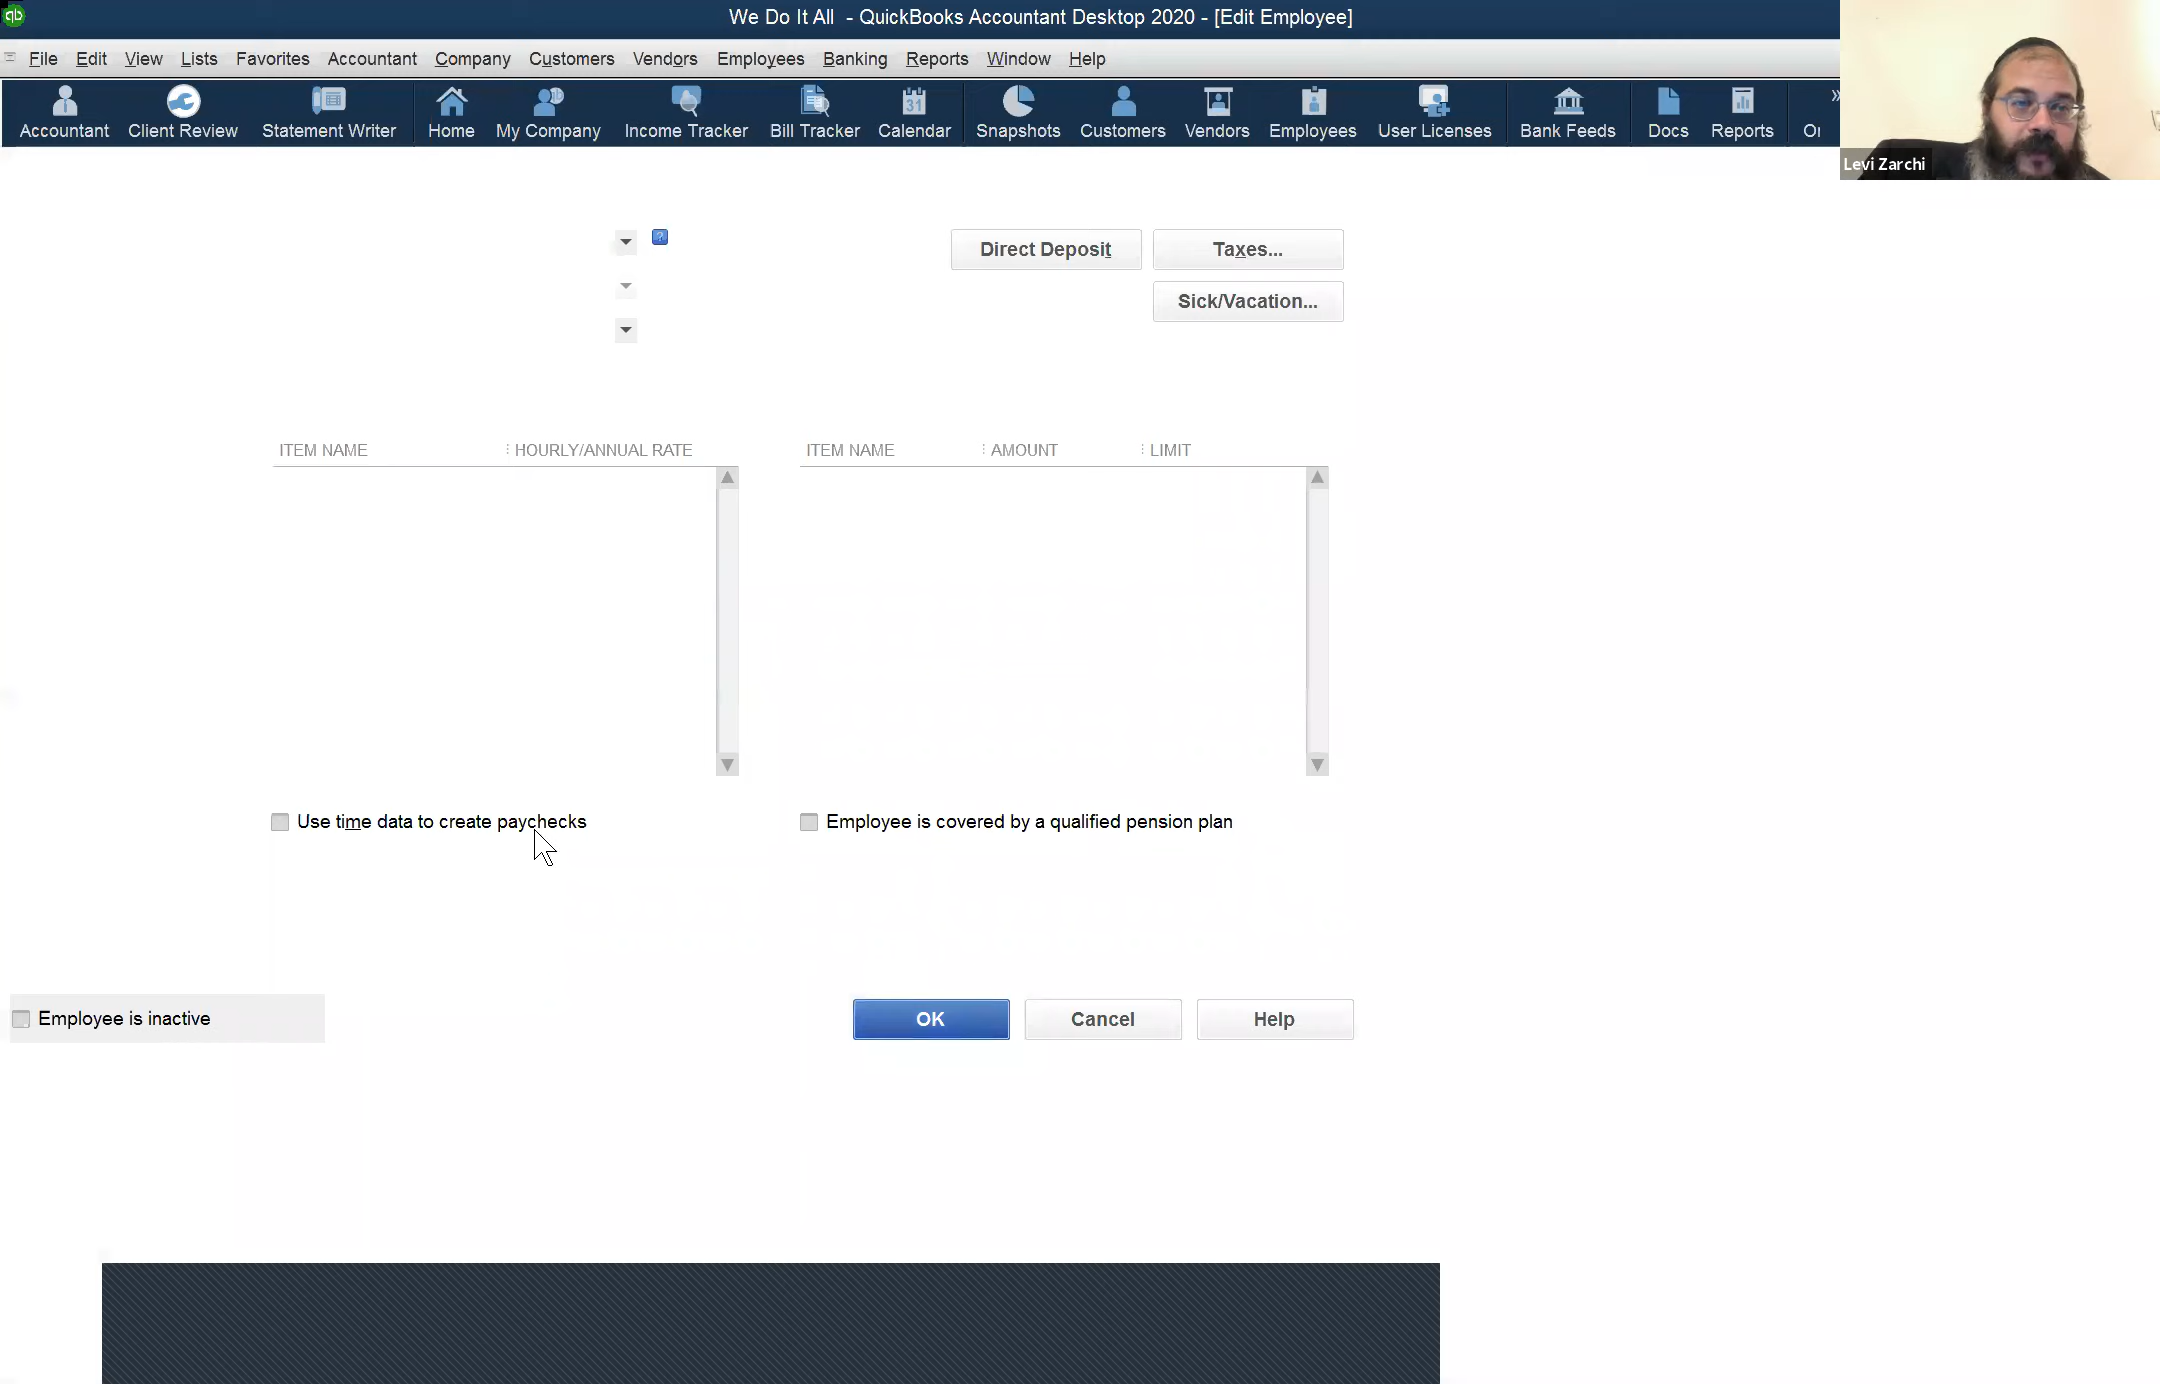 We Do It All - QuickBooks Accountant Desktop 2020 - [Edit Employee]
File Edit View Lists Favorites Accountant Company Customers Vendors Employees Banking Reports Window Help
Accountant Client Review Statement Writer Home My Company Income Tracker Bill Tracker Calendar Snapshots Customers Vendors Employees User Licenses Bank Feeds Docs Reports
Levi Zarchi
Direct Deposit Taxes...
Sick/Vacation...
ITEM NAME HOURLY/ANNUAL RATE ITEM NAME AMOUNT LIMIT
Use time data to create paychecks Employee is covered by a qualified pension plan
Employee is inactive OK Cancel Help